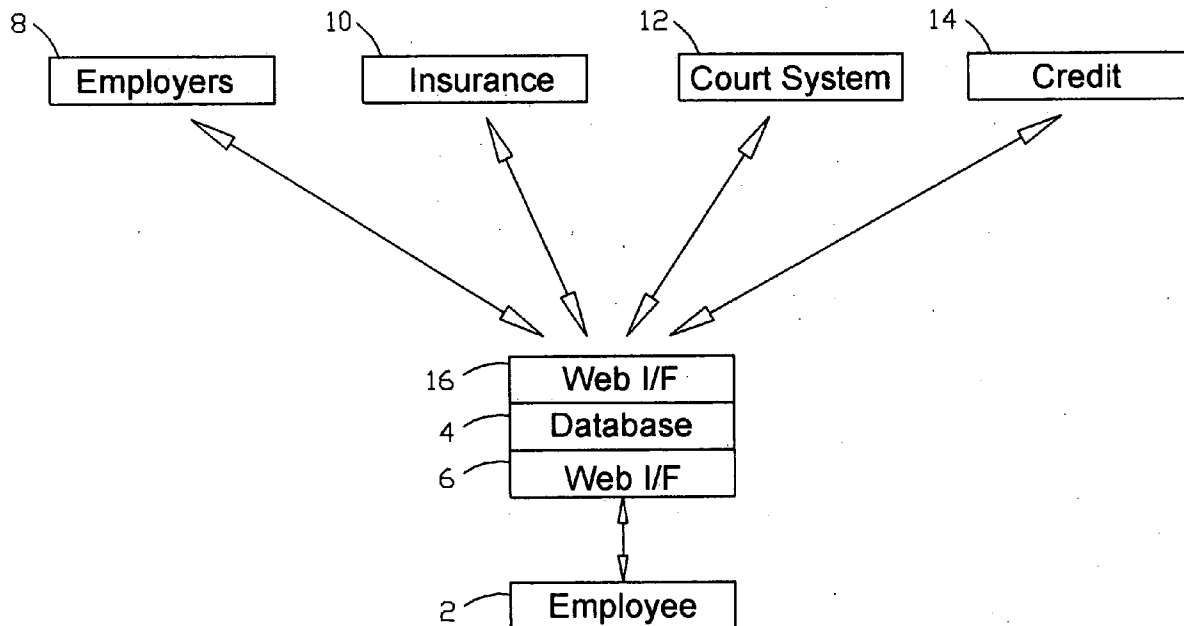 8 10 12 14
Employers Insurance Court System Credit
16 Web I/F
4 Database
6 Web I/F
2 Employee